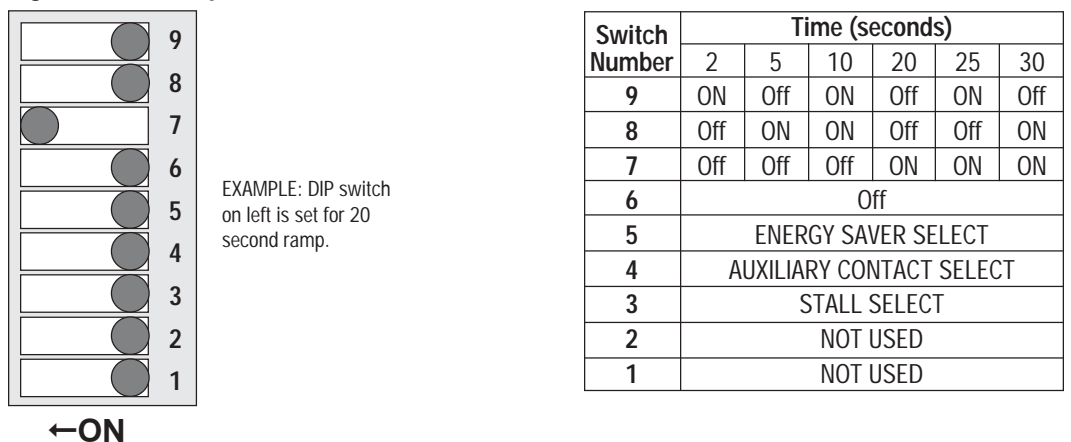 9
8
7
6
5
4
3
2
1
←ON
EXAMPLE: DIP switch
on left is set for 20
second ramp.
Switch Number Time (seconds)
2 5 10 20 25 30
9 ON Off ON Off ON Off
8 Off ON ON Off Off ON
7 Off Off Off ON ON ON
6 Off
5 ENERGY SAVER SELECT
4 AUXILIARY CONTACT SELECT
3 STALL SELECT
2 NOT USED
1 NOT USED